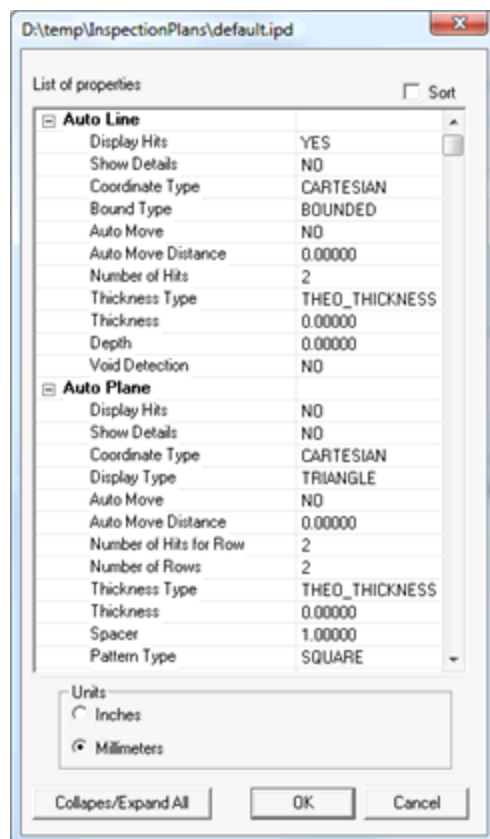 D:\temp\InspectionPlans\default.ipd
List of properties
Sort
Auto Line
Display Hits YES
Show Details NO
Coordinate Type CARTESIAN
Bound Type BOUNDED
Auto Move NO
Auto Move Distance 0.00000
Number of Hits 2
Thickness Type THEO_THICKNESS
Thickness 0.00000
Depth 0.00000
Void Detection NO
Auto Plane
Display Hits NO
Show Details NO
Coordinate Type CARTESIAN
Display Type TRIANGLE
Auto Move NO
Auto Move Distance 0.00000
Number of Hits for Row 2
Number of Rows 2
Thickness Type THEO_THICKNESS
Thickness 0.00000
Spacer 1.00000
Pattern Type SQUARE
Units
Inches
Millimeters
Collapes/Expand All OK Cancel